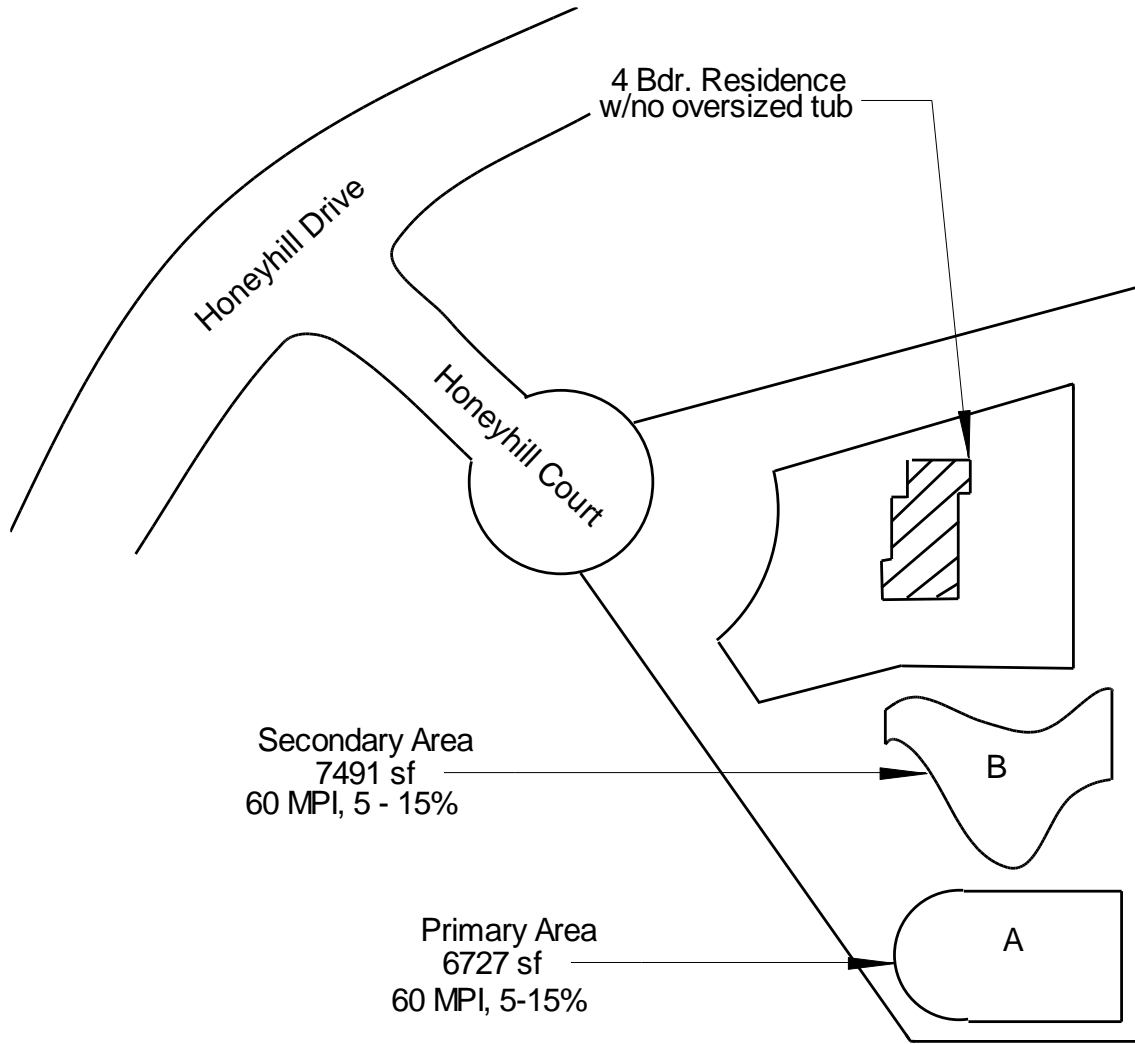 4 Bdr. Residence
w/no oversized tub
Honeyhill Drive
Honeyhill Court
Secondary Area
7491 sf
60 MPI, 5 - 15%
B
Primary Area
6727 sf
60 MPI, 5-15%
A